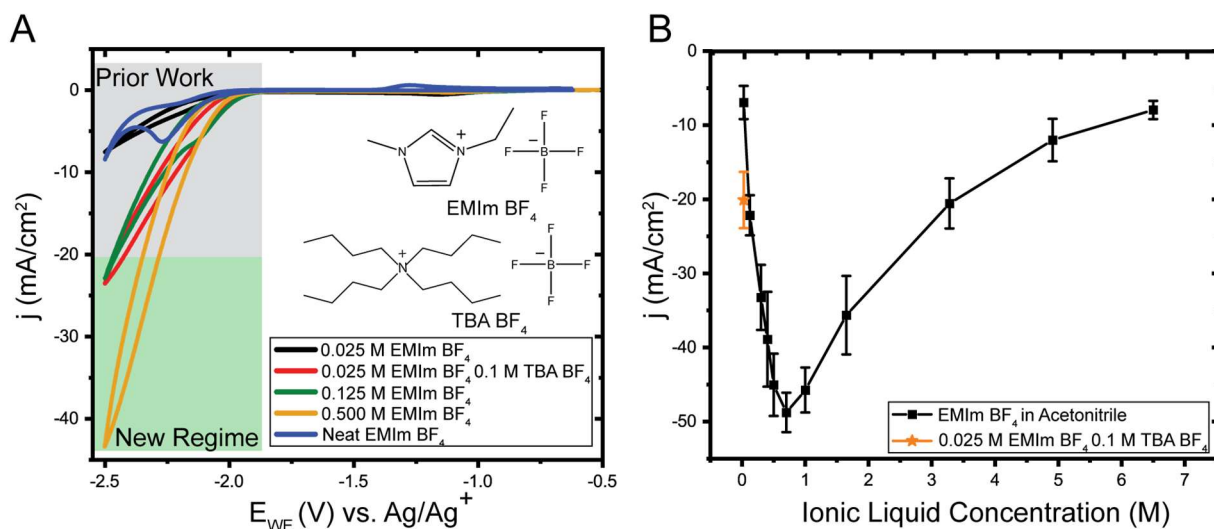 A
Prior Work
New Regime
0
-10
-20
-30
-40
-2.5
-2.0
-1.5
-1.0
-0.5
j (mA/cm²)
E_WE (V) vs. Ag/Ag⁺
N
+
N
F
F
B
−
F
F
EMIm BF₄
+
N
F
F
B
−
F
F
TBA BF₄
0.025 M EMIm BF₄
0.025 M EMIm BF₄ 0.1 M TBA BF₄
0.125 M EMIm BF₄
0.500 M EMIm BF₄
Neat EMIm BF₄
B
0
-10
-20
-30
-40
-50
0
1
2
3
4
5
6
7
j (mA/cm²)
Ionic Liquid Concentration (M)
EMIm BF₄ in Acetonitrile
0.025 M EMIm BF₄ 0.1 M TBA BF₄